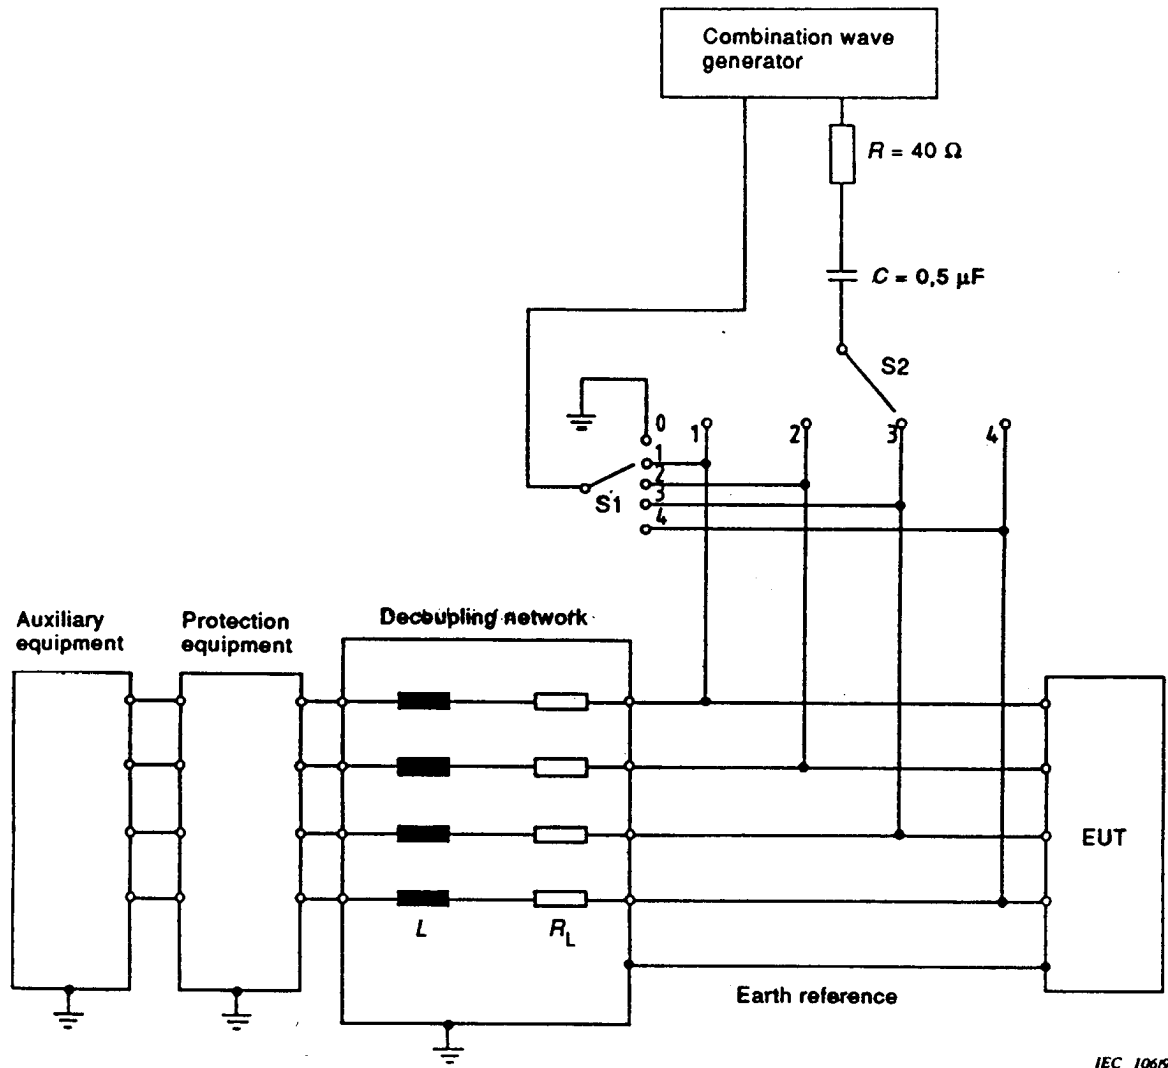 Combination wave
generator
R = 40 Ω
C = 0,5 µF
S2
0
1
2
3
4
1
2
3
4
S1
Auxiliary
equipment
Protection
equipment
Decoupling network
L
RL
EUT
Earth reference
IEC